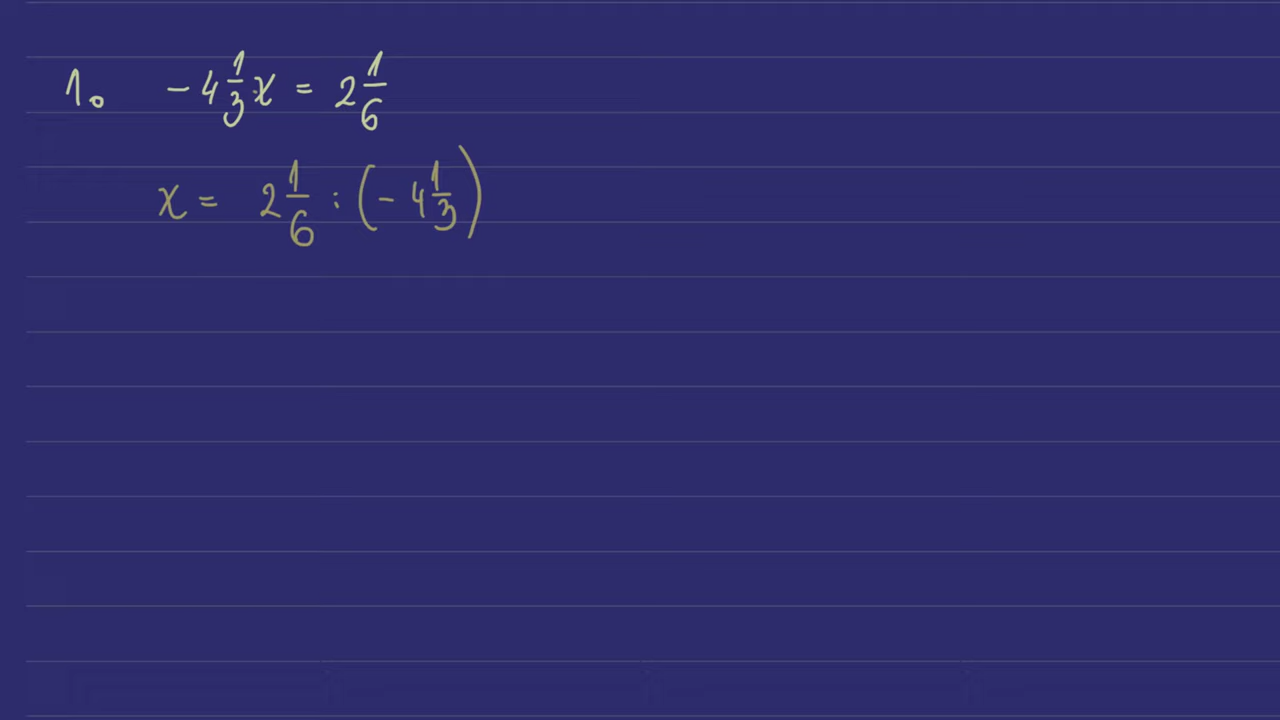 1. -4 1/3 x = 2 1/6
x = 2 1/6 : (-4 1/3)